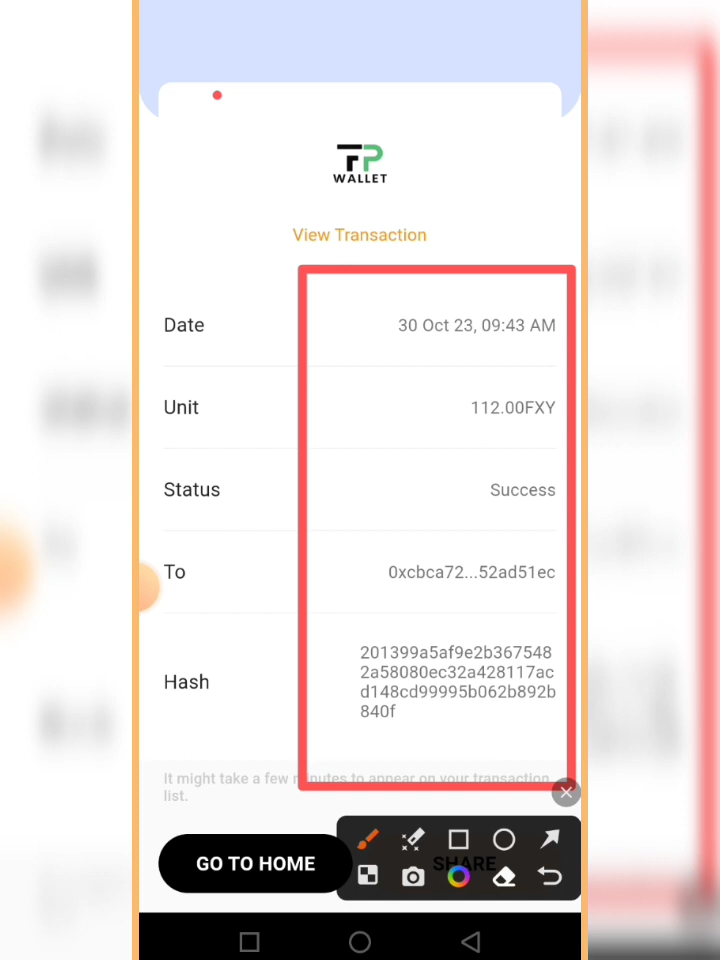 TP
WALLET
View Transaction
Date 30 Oct 23, 09:43 AM
Unit 112.00FXY
Status Success
To 0xcbca72...52ad51ec
Hash 201399a5af9e2b367548
2a58080ec32a428117ac
d148cd99995b062b892b
840f
It might take a few minutes to appear on your transaction
list.
GO TO HOME SHARE